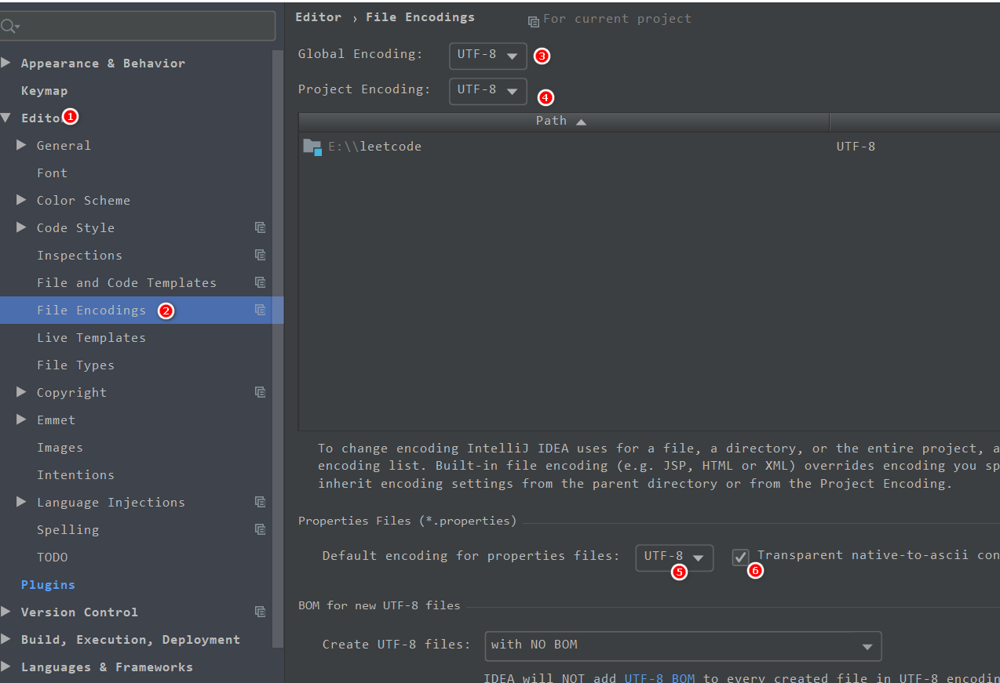 Editor › File Encodings
For current project
Appearance & Behavior
Keymap
Edito 1
General
Font
Color Scheme
Code Style
Inspections
File and Code Templates
File Encodings 2
Live Templates
File Types
Copyright
Emmet
Images
Intentions
Language Injections
Spelling
TODO
Plugins
Version Control
Build, Execution, Deployment
Languages & Frameworks
Global Encoding: UTF-8 3
Project Encoding: UTF-8 4
Path
E:\\leetcode UTF-8
To change encoding IntelliJ IDEA uses for a file, a directory, or the entire project, a
encoding list. Built-in file encoding (e.g. JSP, HTML or XML) overrides encoding you sp
inherit encoding settings from the parent directory or from the Project Encoding.
Properties Files (*.properties)
Default encoding for properties files: UTF-8 5 Transparent native-to-ascii con
6
BOM for new UTF-8 files
Create UTF-8 files: with NO BOM
IDEA will NOT add UTF-8 BOM to every created file in UTF-8 encodin